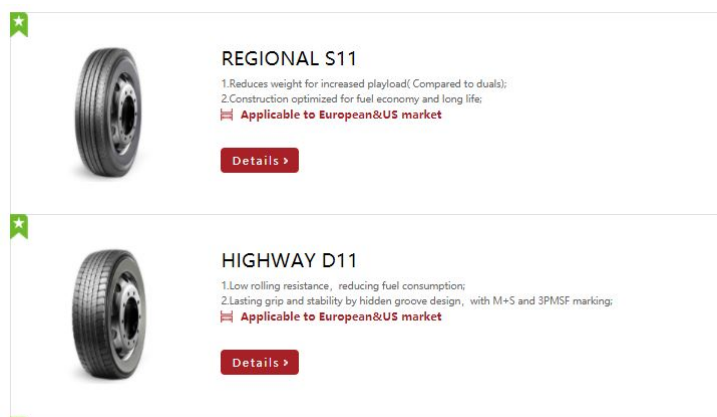 REGIONAL S11
1.Reduces weight for increased playload( Compared to duals);
2.Construction optimized for fuel economy and long life;
Applicable to European&US market
Details ›
HIGHWAY D11
1.Low rolling resistance，reducing fuel consumption;
2.Lasting grip and stability by hidden groove design，with M+S and 3PMSF marking;
Applicable to European&US market
Details ›